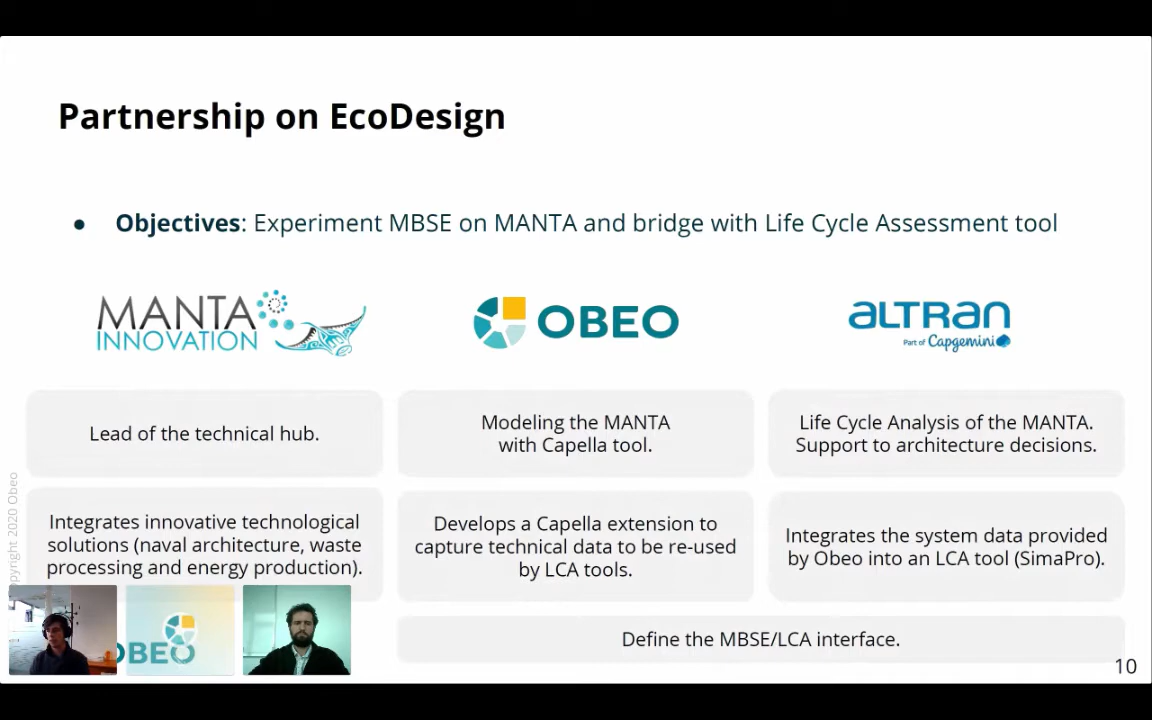 Partnership on EcoDesign
● Objectives: Experiment MBSE on MANTA and bridge with Life Cycle Assessment tool
MANTA
INNOVATION
OBEO
ALTRAN
Part of Capgemini
Lead of the technical hub.
Modeling the MANTA
with Capella tool.
Life Cycle Analysis of the MANTA.
Support to architecture decisions.
Integrates innovative technological
solutions (naval architecture, waste
processing and energy production).
Develops a Capella extension to
capture technical data to be re-used
by LCA tools.
Integrates the system data provided
by Obeo into an LCA tool (SimaPro).
Define the MBSE/LCA interface.
Copyright 2020 Obeo
OBEO
10